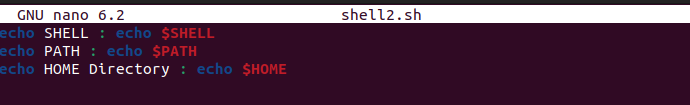 GNU nano 6.2 shell2.sh
echo SHELL : echo $SHELL
echo PATH : echo $PATH
echo HOME Directory : echo $HOME